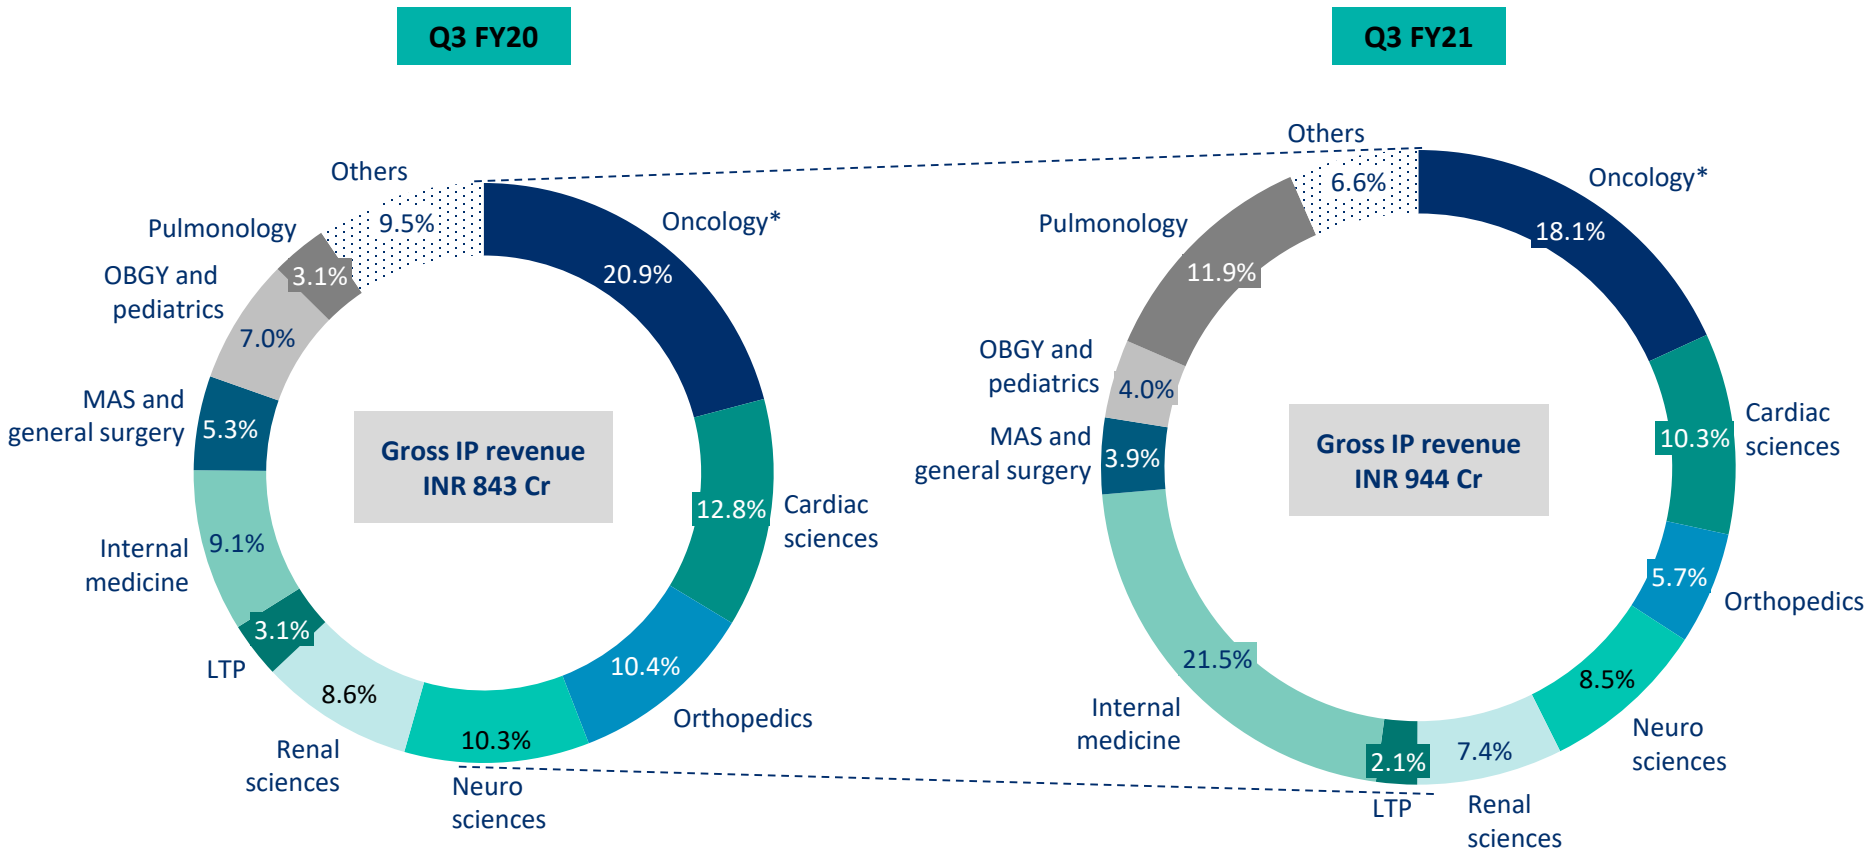 Q3 FY20
Others
9.5%
Oncology*
20.9%
Pulmonology
3.1%
OBGY and
pediatrics
7.0%
MAS and
general surgery
5.3%
Gross IP revenue
INR 843 Cr
12.8%
Cardiac
sciences
Internal
medicine
9.1%
3.1%
LTP
8.6%
Renal
sciences
10.3%
Neuro
sciences
10.4%
Orthopedics
Q3 FY21
Others
6.6%
Oncology*
18.1%
Pulmonology
11.9%
OBGY and
pediatrics
4.0%
MAS and
general surgery
3.9%
Gross IP revenue
INR 944 Cr
10.3%
Cardiac
sciences
5.7%
Orthopedics
21.5%
Internal
medicine
8.5%
Neuro
sciences
2.1%
LTP
7.4%
Renal
sciences